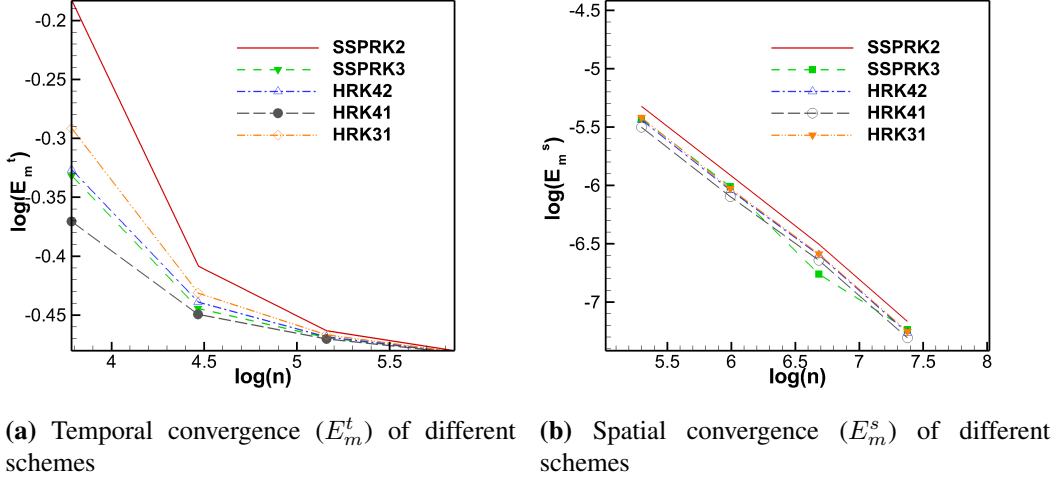 -0.2
-0.25
-0.35
-0.4
-0.45
log(E_m^t)
4
4.5
5
5.5
log(n)
SSPRK2
SSPRK3
HRK42
HRK41
HRK31
-4.5
-5
-5.5
-6
-6.5
-7
log(E_m^s)
5.5
6
6.5
7
7.5
8
log(n)
SSPRK2
SSPRK3
HRK42
HRK41
HRK31
(a) Temporal convergence (E_m^t) of different
schemes
(b) Spatial convergence (E_m^s) of different
schemes